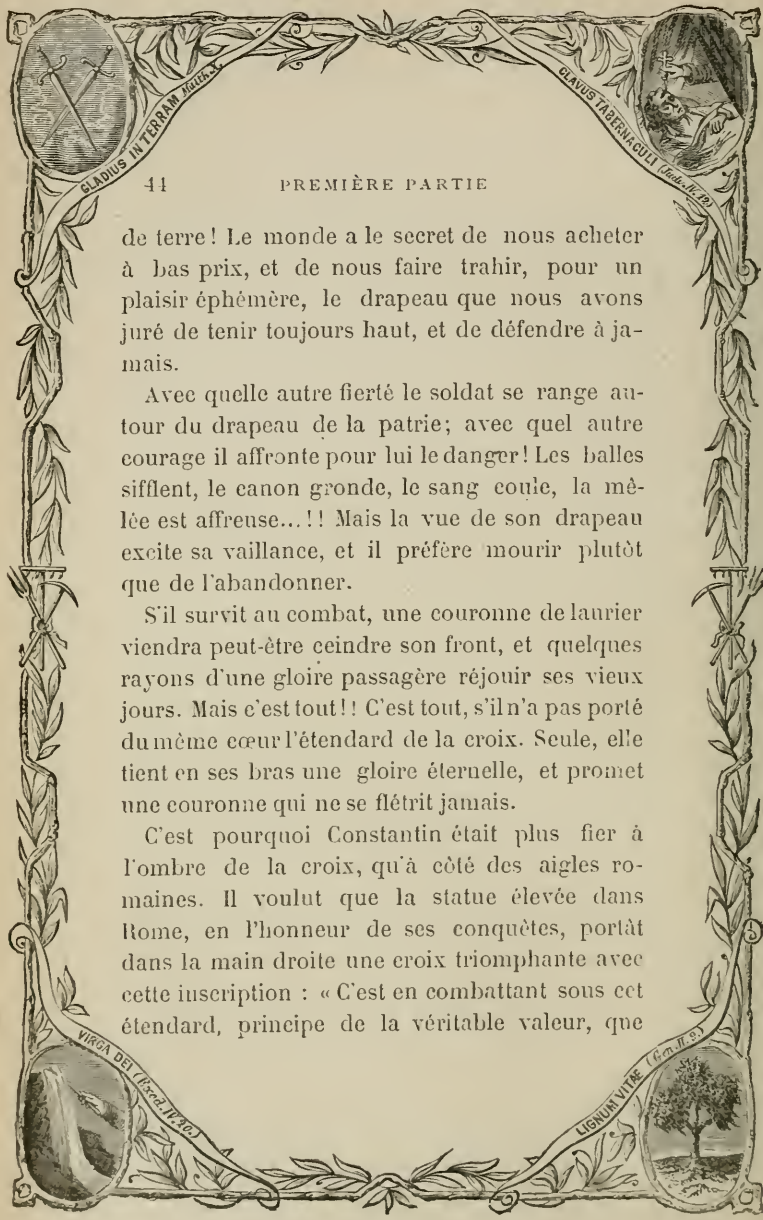 GLADIUS IN TERRAM Matth. X.
CLAVUS TABERNACULI (Judc. IV. 12)
44 PREMIÈRE PARTIE
de terre! Le monde a le secret de nous acheter
à bas prix, et de nous faire trahir, pour un
plaisir éphémère, le drapeau que nous avons
juré de tenir toujours haut, et de défendre à ja-
mais.
Avec quelle autre fierté le soldat se range au-
tour du drapeau de la patrie; avec quel autre
courage il affronte pour lui le danger! Les balles
sifflent, le canon gronde, le sang coule, la mê-
lée est affreuse...!! Mais la vue de son drapeau
excite sa vaillance, et il préfère mourir plutôt
que de l'abandonner.
S'il survit au combat, une couronne de laurier
viendra peut-être ceindre son front, et quelques
rayons d'une gloire passagère réjouir ses vieux
jours. Mais c'est tout!! C'est tout, s'il n'a pas porté
du même cœur l'étendard de la croix. Seule, elle
tient en ses bras une gloire éternelle, et promet
une couronne qui ne se flétrit jamais.
C'est pourquoi Constantin était plus fier à
l'ombre de la croix, qu'à côté des aigles ro-
maines. Il voulut que la statue élevée dans
Rome, en l'honneur de ses conquêtes, portât
dans la main droite une croix triomphante avec
cette inscription : « C'est en combattant sous cet
étendard, principe de la véritable valeur, que
VIRGA DEI (Exod. IV. 20.)
LIGNUM VITAE (Gen. II. 9.)